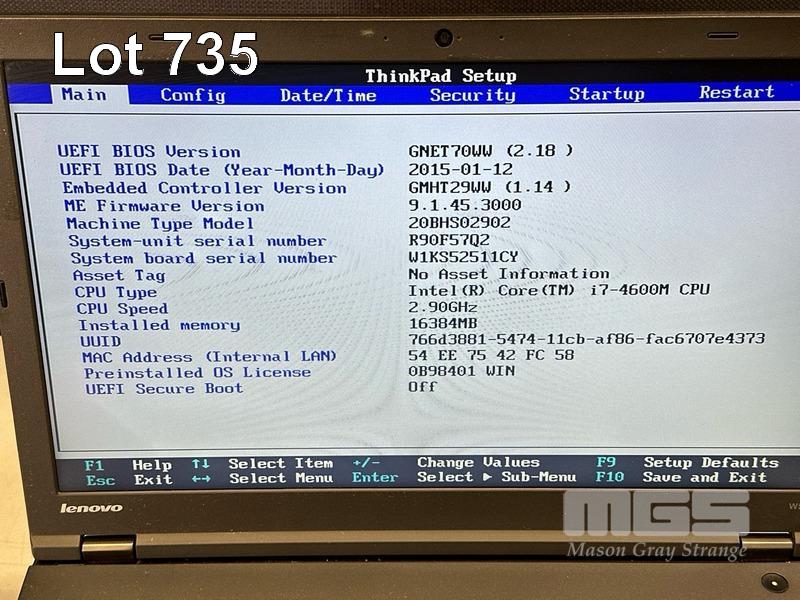 Lot 735
ThinkPad Setup
Main Config Date/Time Security Startup Restart
UEFI BIOS Version GNET70WW (2.18 )
UEFI BIOS Date (Year-Month-Day) 2015-01-12
Embedded Controller Version GMHT29WW (1.14 )
ME Firmware Version 9.1.45.3000
Machine Type Model 20BHS02902
System-unit serial number R90F57Q2
System board serial number W1KS52511CY
Asset Tag No Asset Information
CPU Type Intel(R) Core(TM) i7-4600M CPU
CPU Speed 2.90GHz
Installed memory 16384MB
UUID 766d3881-5474-11cb-af86-fac6707e4373
MAC Address (Internal LAN) 54 EE 75 42 FC 58
Preinstalled OS License 0B98401 WIN
UEFI Secure Boot Off
F1 Help ↑↓ Select Item +/- Change Values F9 Setup Defaults
Esc Exit ←→ Select Menu Enter Select ▶ Sub-Menu F10 Save and Exit
lenovo
MGS
Mason Gray Strange